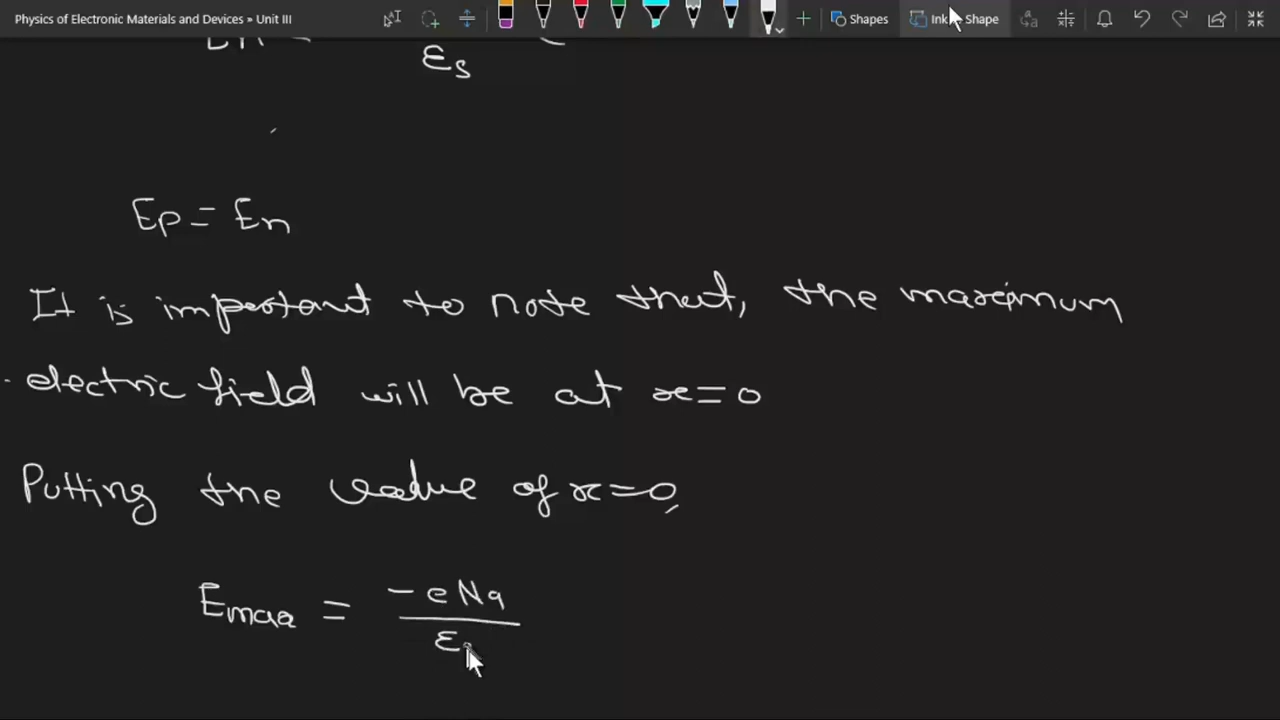 Physics of Electronic Materials and Devices » Unit III
Shapes
Ink Shape
εs
Ep = En
It is important to note that, the maximum
electric field will be at x=0
Putting the value of x=0,
Emax = -eNa
εs